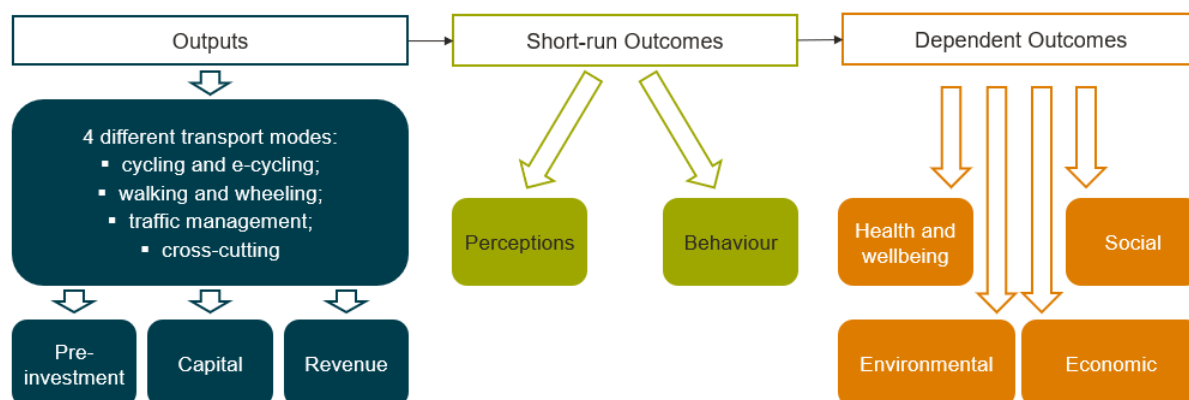 Outputs
Short-run Outcomes
Dependent Outcomes
4 different transport modes:
▪ cycling and e-cycling;
▪ walking and wheeling;
▪ traffic management;
▪ cross-cutting
Perceptions
Behaviour
Health and
wellbeing
Social
Pre-
investment
Capital
Revenue
Environmental
Economic